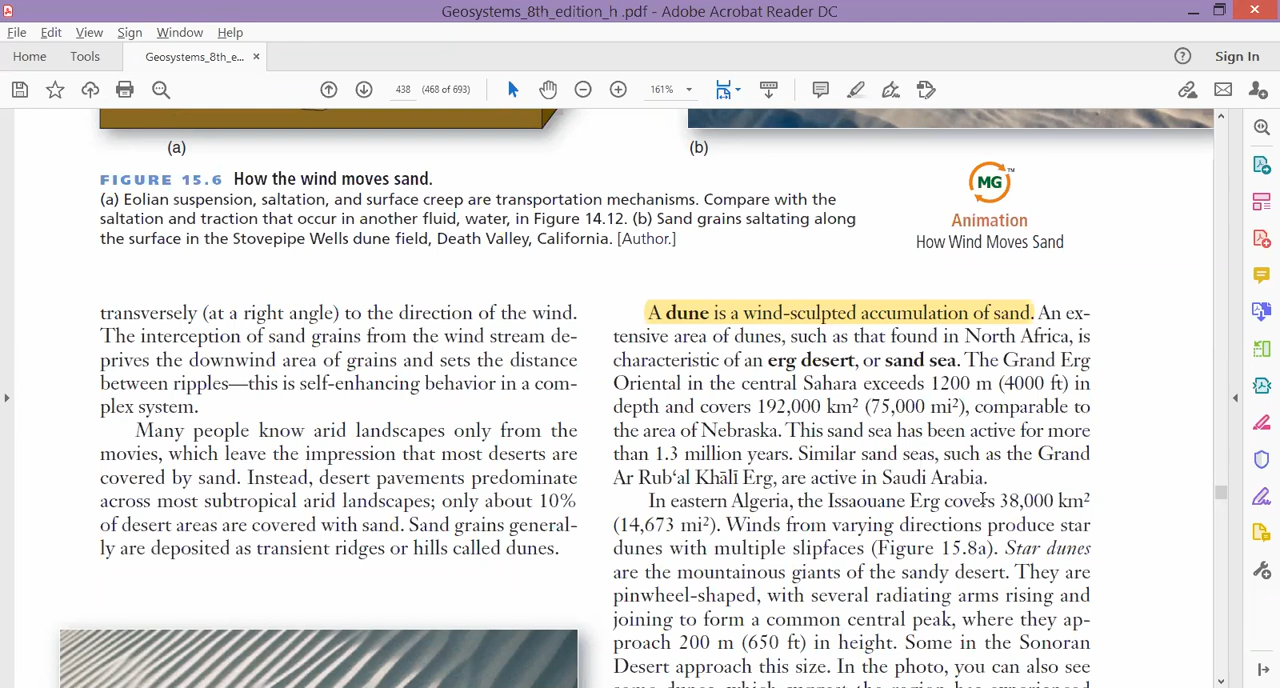 Geosystems_8th_edition_h .pdf - Adobe Acrobat Reader DC
File Edit View Sign Window Help
Home Tools Geosystems_8th_e... × Sign In
438 (468 of 693) 161%
(a) (b)
FIGURE 15.6 How the wind moves sand.
(a) Eolian suspension, saltation, and surface creep are transportation mechanisms. Compare with the
saltation and traction that occur in another fluid, water, in Figure 14.12. (b) Sand grains saltating along
the surface in the Stovepipe Wells dune field, Death Valley, California. [Author.]
MG™
Animation
How Wind Moves Sand
transversely (at a right angle) to the direction of the wind.
The interception of sand grains from the wind stream de-
prives the downwind area of grains and sets the distance
between ripples—this is self-enhancing behavior in a com-
plex system.
Many people know arid landscapes only from the
movies, which leave the impression that most deserts are
covered by sand. Instead, desert pavements predominate
across most subtropical arid landscapes; only about 10%
of desert areas are covered with sand. Sand grains general-
ly are deposited as transient ridges or hills called dunes.
A dune is a wind-sculpted accumulation of sand. An ex-
tensive area of dunes, such as that found in North Africa, is
characteristic of an erg desert, or sand sea. The Grand Erg
Oriental in the central Sahara exceeds 1200 m (4000 ft) in
depth and covers 192,000 km² (75,000 mi²), comparable to
the area of Nebraska. This sand sea has been active for more
than 1.3 million years. Similar sand seas, such as the Grand
Ar Rub‘al Khālī Erg, are active in Saudi Arabia.
In eastern Algeria, the Issaouane Erg covers 38,000 km²
(14,673 mi²). Winds from varying directions produce star
dunes with multiple slipfaces (Figure 15.8a). Star dunes
are the mountainous giants of the sandy desert. They are
pinwheel-shaped, with several radiating arms rising and
joining to form a common central peak, where they ap-
proach 200 m (650 ft) in height. Some in the Sonoran
Desert approach this size. In the photo, you can also see
some dunes, which suggest the region has experienced